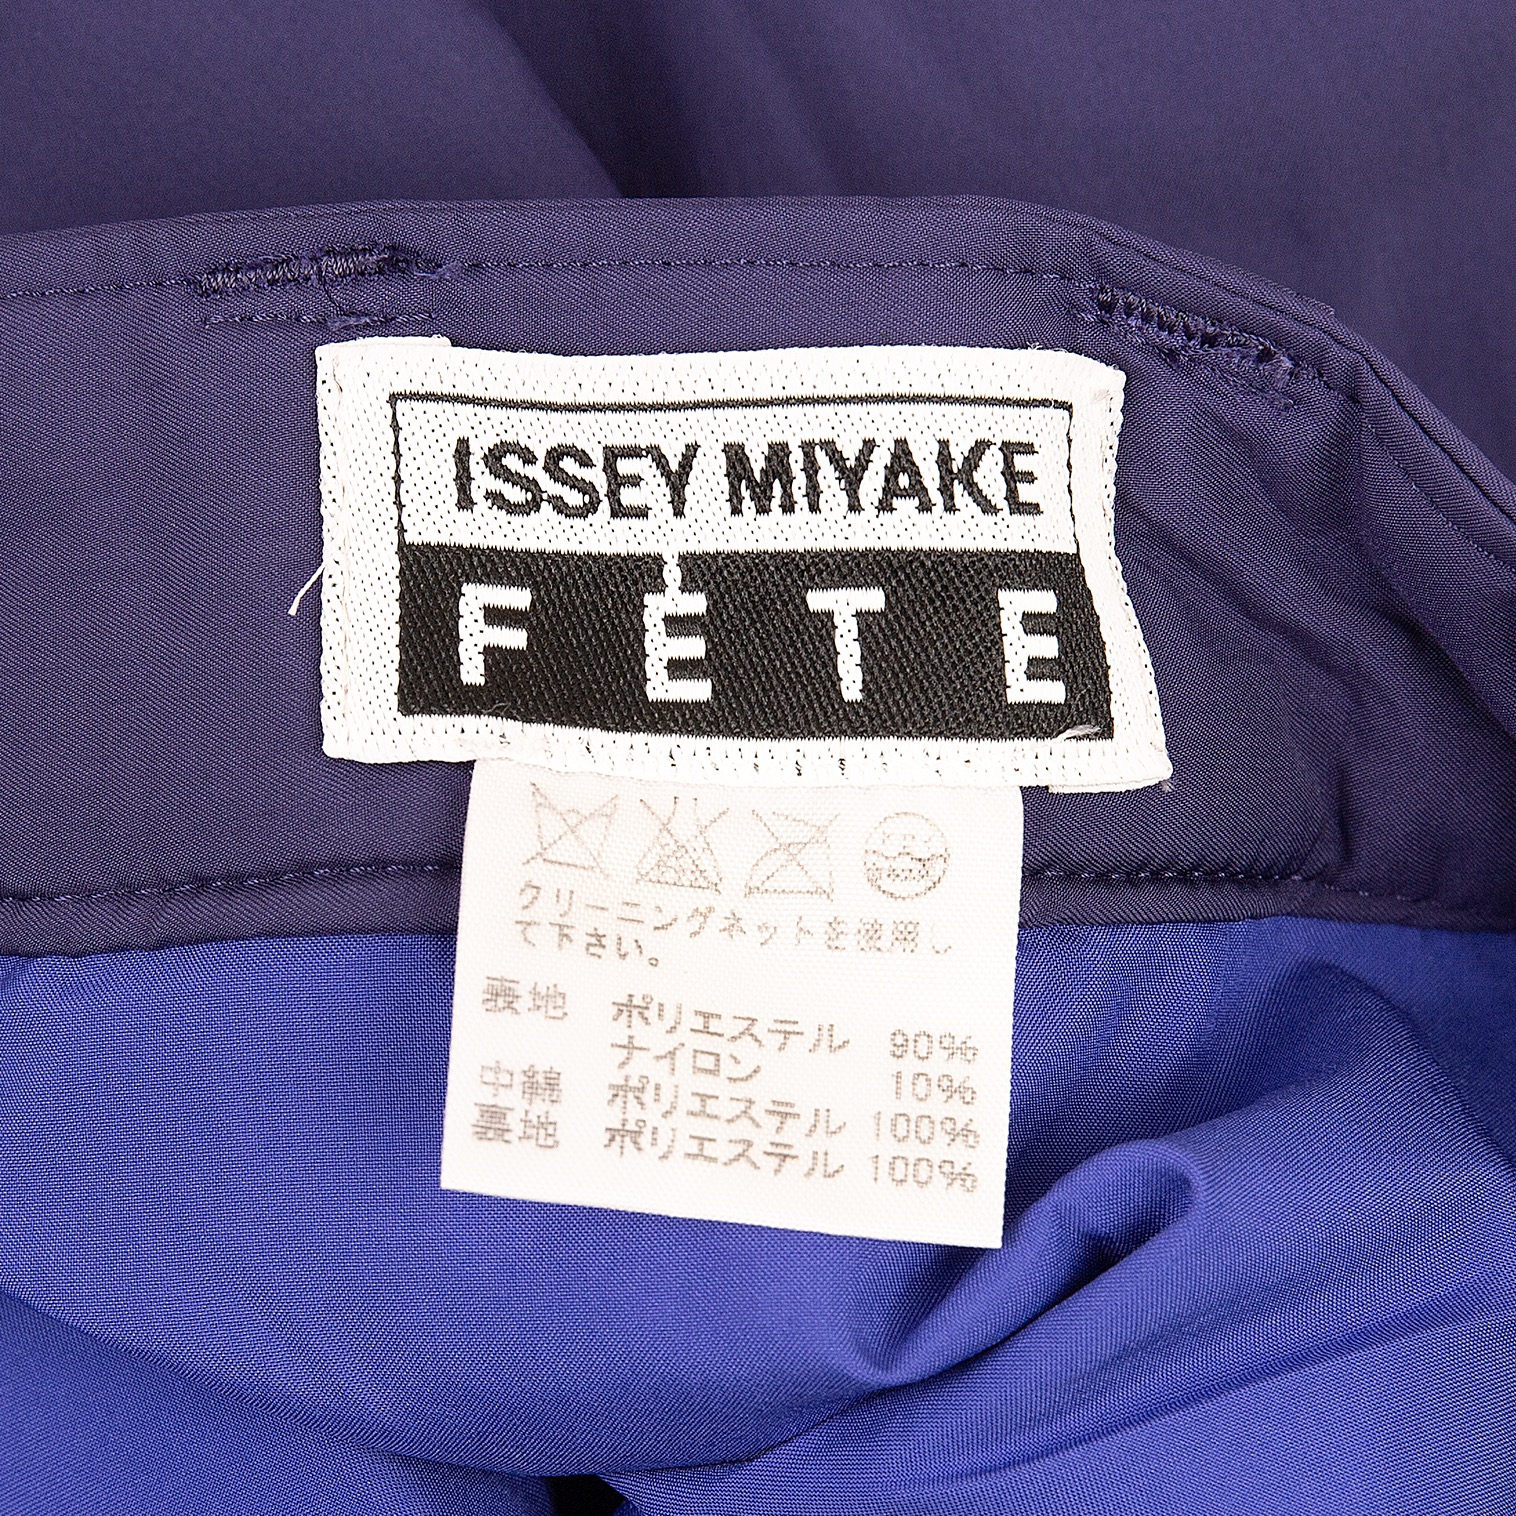 ISSEY MIYAKE
FÊTE
クリーニングネットを使用し
て下さい。
表地 ポリエステル 90%
ナイロン 10%
中綿 ポリエステル 100%
裏地 ポリエステル 100%